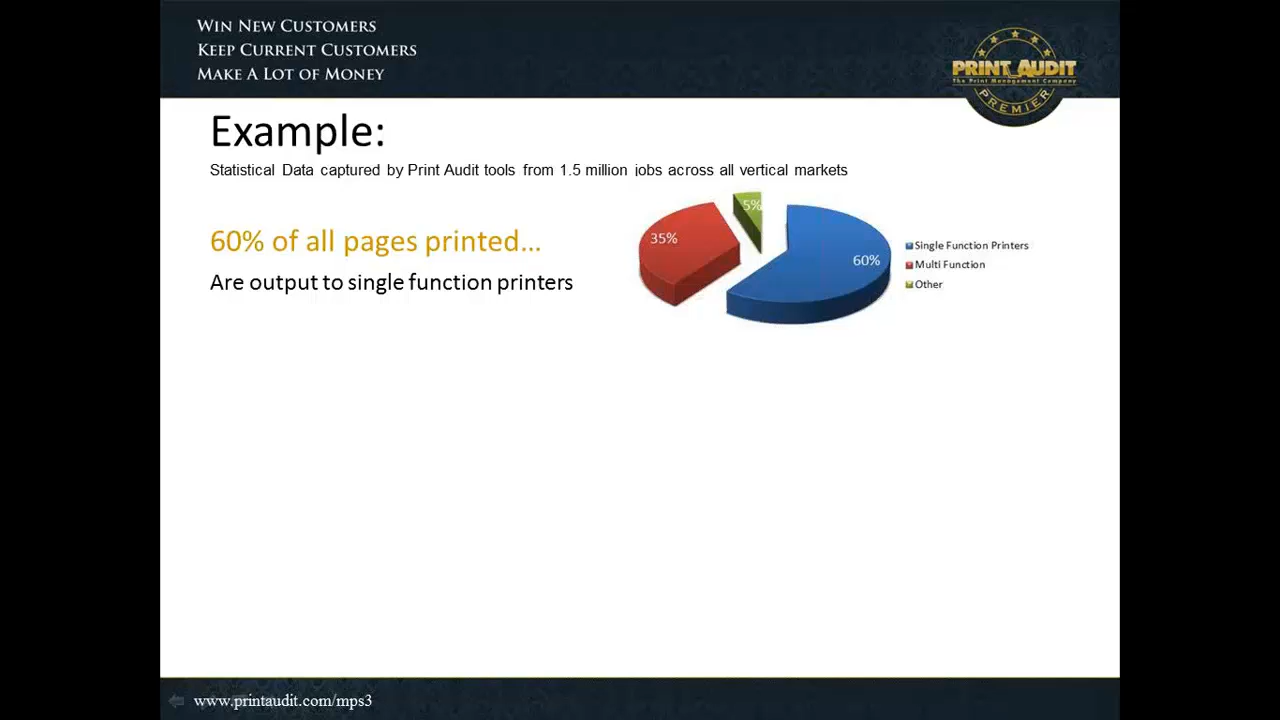 WIN NEW CUSTOMERS
KEEP CURRENT CUSTOMERS
MAKE A LOT OF MONEY
PRINT AUDIT
The Print Management Company
PREMIER
Example:
Statistical Data captured by Print Audit tools from 1.5 million jobs across all vertical markets
60% of all pages printed...
Are output to single function printers
5%
35%
60%
Single Function Printers
Multi Function
Other
www.printaudit.com/mps3